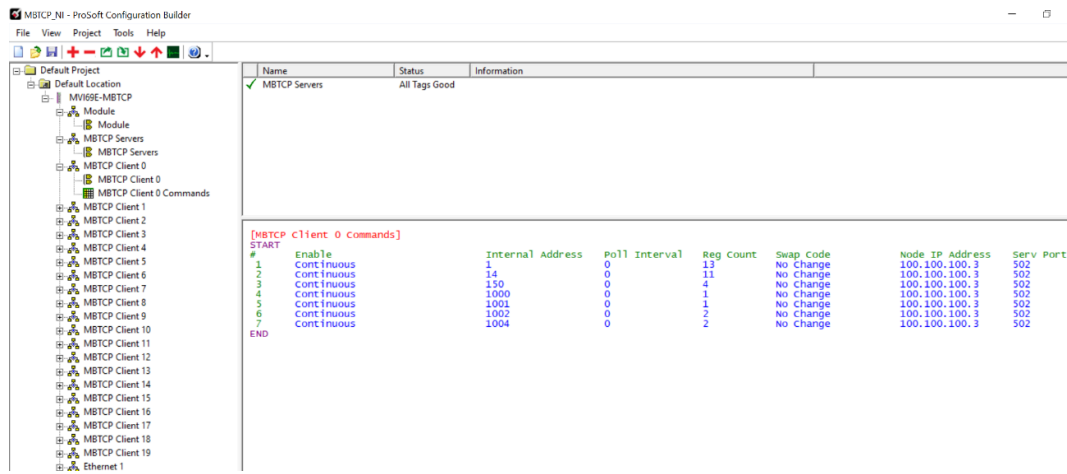 MBTCP_NI - ProSoft Configuration Builder
File View Project Tools Help
Default Project
Default Location
MVI69E-MBTCP
Module
Module
MBTCP Servers
MBTCP Servers
MBTCP Client 0
MBTCP Client 0
MBTCP Client 0 Commands
MBTCP Client 1
MBTCP Client 2
MBTCP Client 3
MBTCP Client 4
MBTCP Client 5
MBTCP Client 6
MBTCP Client 7
MBTCP Client 8
MBTCP Client 9
MBTCP Client 10
MBTCP Client 11
MBTCP Client 12
MBTCP Client 13
MBTCP Client 14
MBTCP Client 15
MBTCP Client 16
MBTCP Client 17
MBTCP Client 18
MBTCP Client 19
Ethernet 1
Name Status Information
MBTCP Servers All Tags Good
[MBTCP Client 0 Commands]
START
# Enable Internal Address Poll Interval Reg Count Swap Code Node IP Address Serv Port
1 Continuous 1 0 13 No Change 100.100.100.3 502
2 Continuous 14 0 11 No Change 100.100.100.3 502
3 Continuous 150 0 4 No Change 100.100.100.3 502
4 Continuous 1000 0 1 No Change 100.100.100.3 502
5 Continuous 1001 0 1 No Change 100.100.100.3 502
6 Continuous 1002 0 2 No Change 100.100.100.3 502
7 Continuous 1004 0 2 No Change 100.100.100.3 502
END